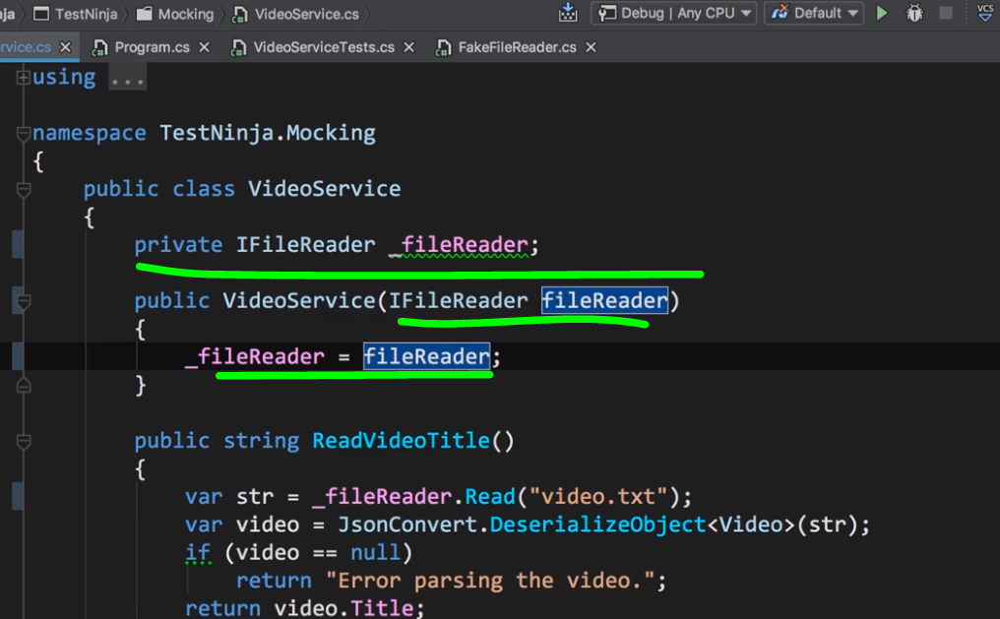 ja TestNinja Mocking VideoService.cs Debug | Any CPU Default VCS
rvice.cs Program.cs VideoServiceTests.cs FakeFileReader.cs
using ...
namespace TestNinja.Mocking
{
public class VideoService
{
private IFileReader _fileReader;
public VideoService(IFileReader fileReader)
{
_fileReader = fileReader;
}
public string ReadVideoTitle()
{
var str = _fileReader.Read("video.txt");
var video = JsonConvert.DeserializeObject<Video>(str);
if (video == null)
return "Error parsing the video.";
return video.Title;